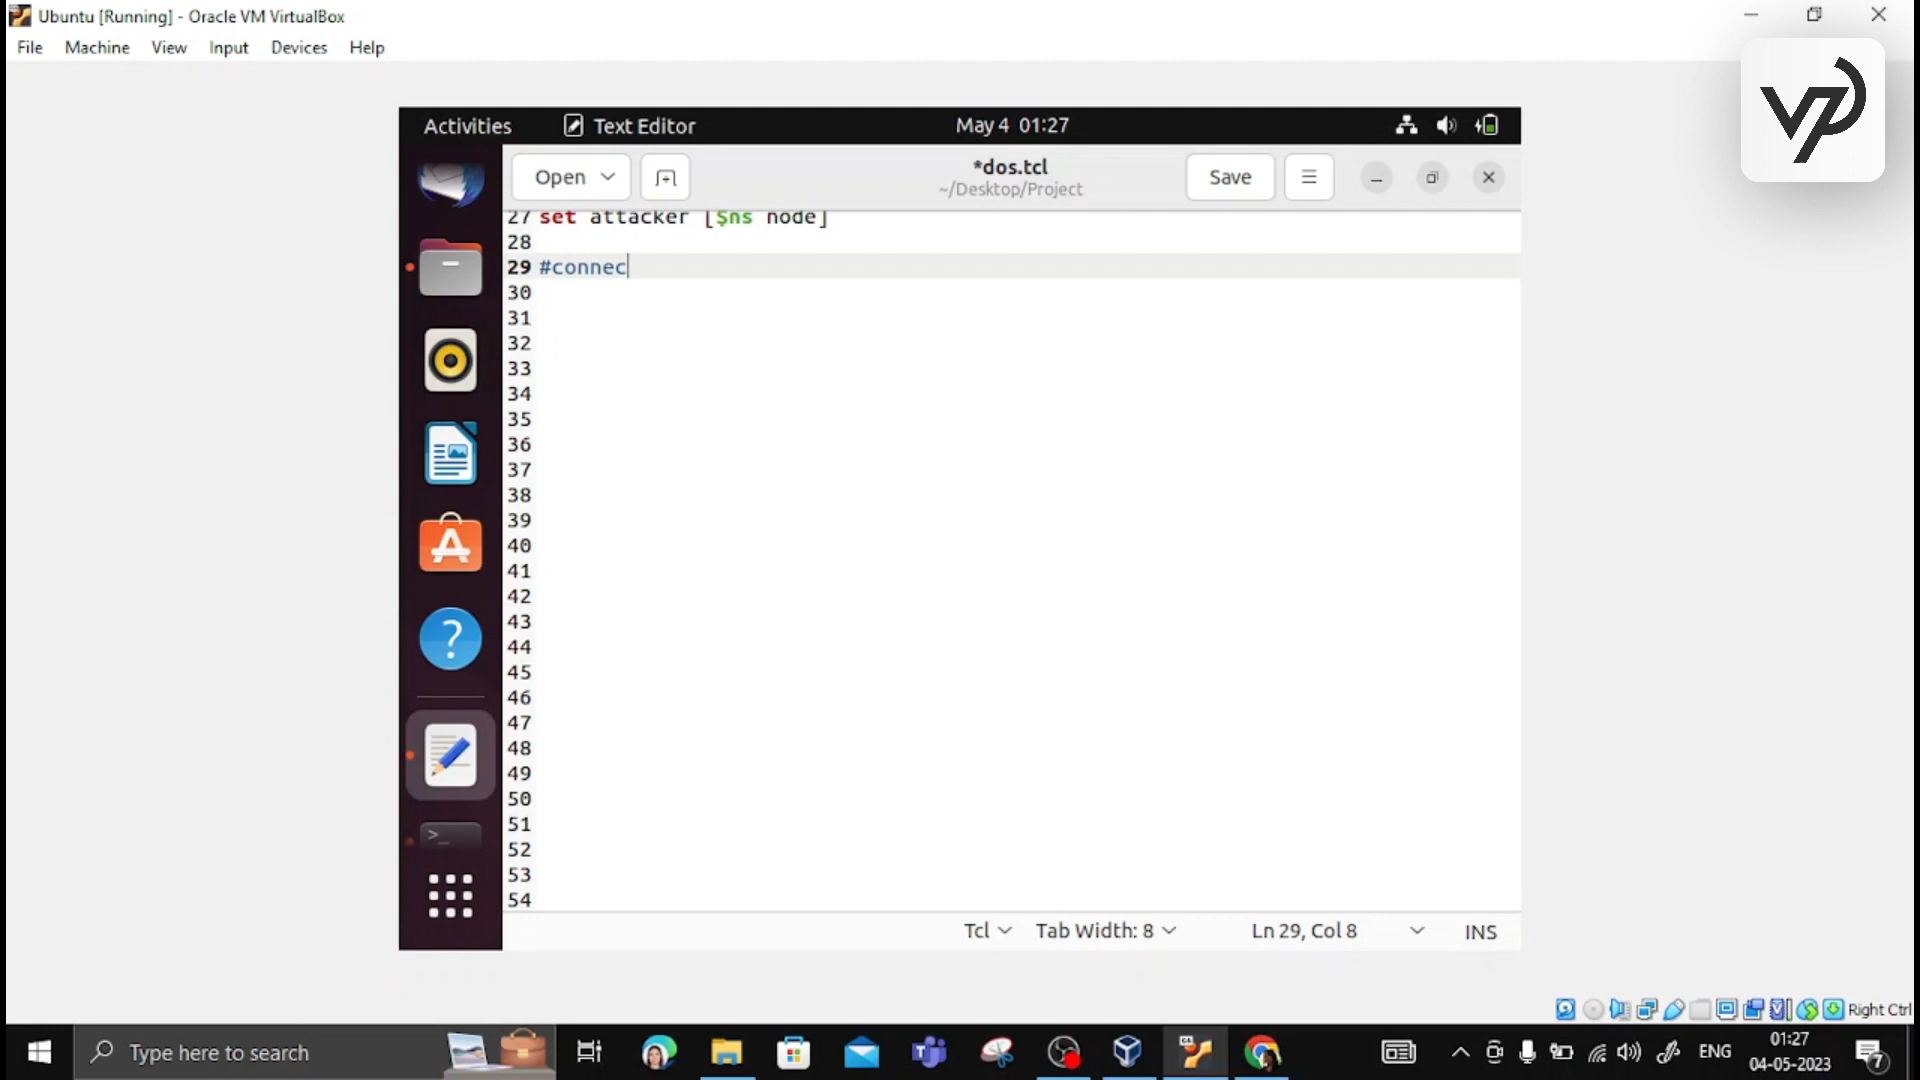 Ubuntu [Running] - Oracle VM VirtualBox
File Machine View Input Devices Help
VP
Activities Text Editor May 4 01:27
Open *dos.tcl Save
~/Desktop/Project
27 set attacker [$ns node]
28
29 #connec
30
31
32
33
34
35
36
37
38
39
40
41
42
43
44
45
46
47
48
49
50
51
52
53
54
Tcl Tab Width: 8 Ln 29, Col 8 INS
Right Ctrl
Type here to search ENG 01:27
04-05-2023 7